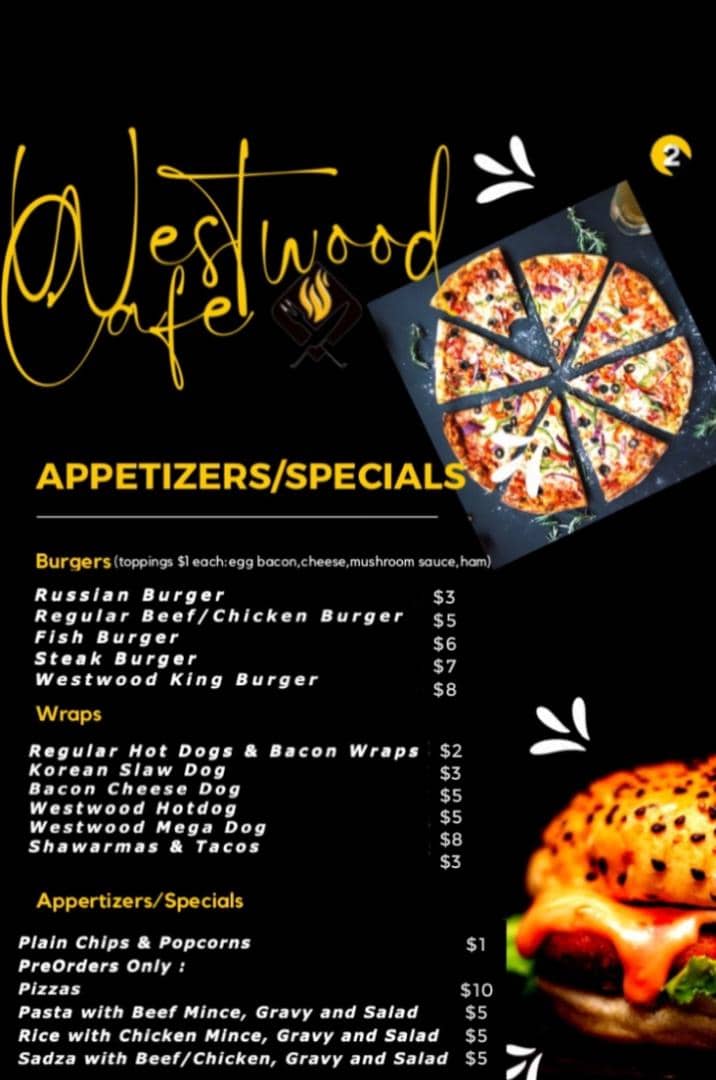 2
Westwood
Cafe
APPETIZERS/SPECIALS
Burgers (toppings $1 each:egg bacon,cheese,mushroom sauce,ham)
Russian Burger $3
Regular Beef/Chicken Burger $5
Fish Burger $6
Steak Burger $7
Westwood King Burger $8
Wraps
Regular Hot Dogs & Bacon Wraps $2
Korean Slaw Dog $3
Bacon Cheese Dog $5
Westwood Hotdog $5
Westwood Mega Dog $8
Shawarmas & Tacos $3
Appertizers/Specials
Plain Chips & Popcorns $1
PreOrders Only :
Pizzas $10
Pasta with Beef Mince, Gravy and Salad $5
Rice with Chicken Mince, Gravy and Salad $5
Sadza with Beef/Chicken, Gravy and Salad $5